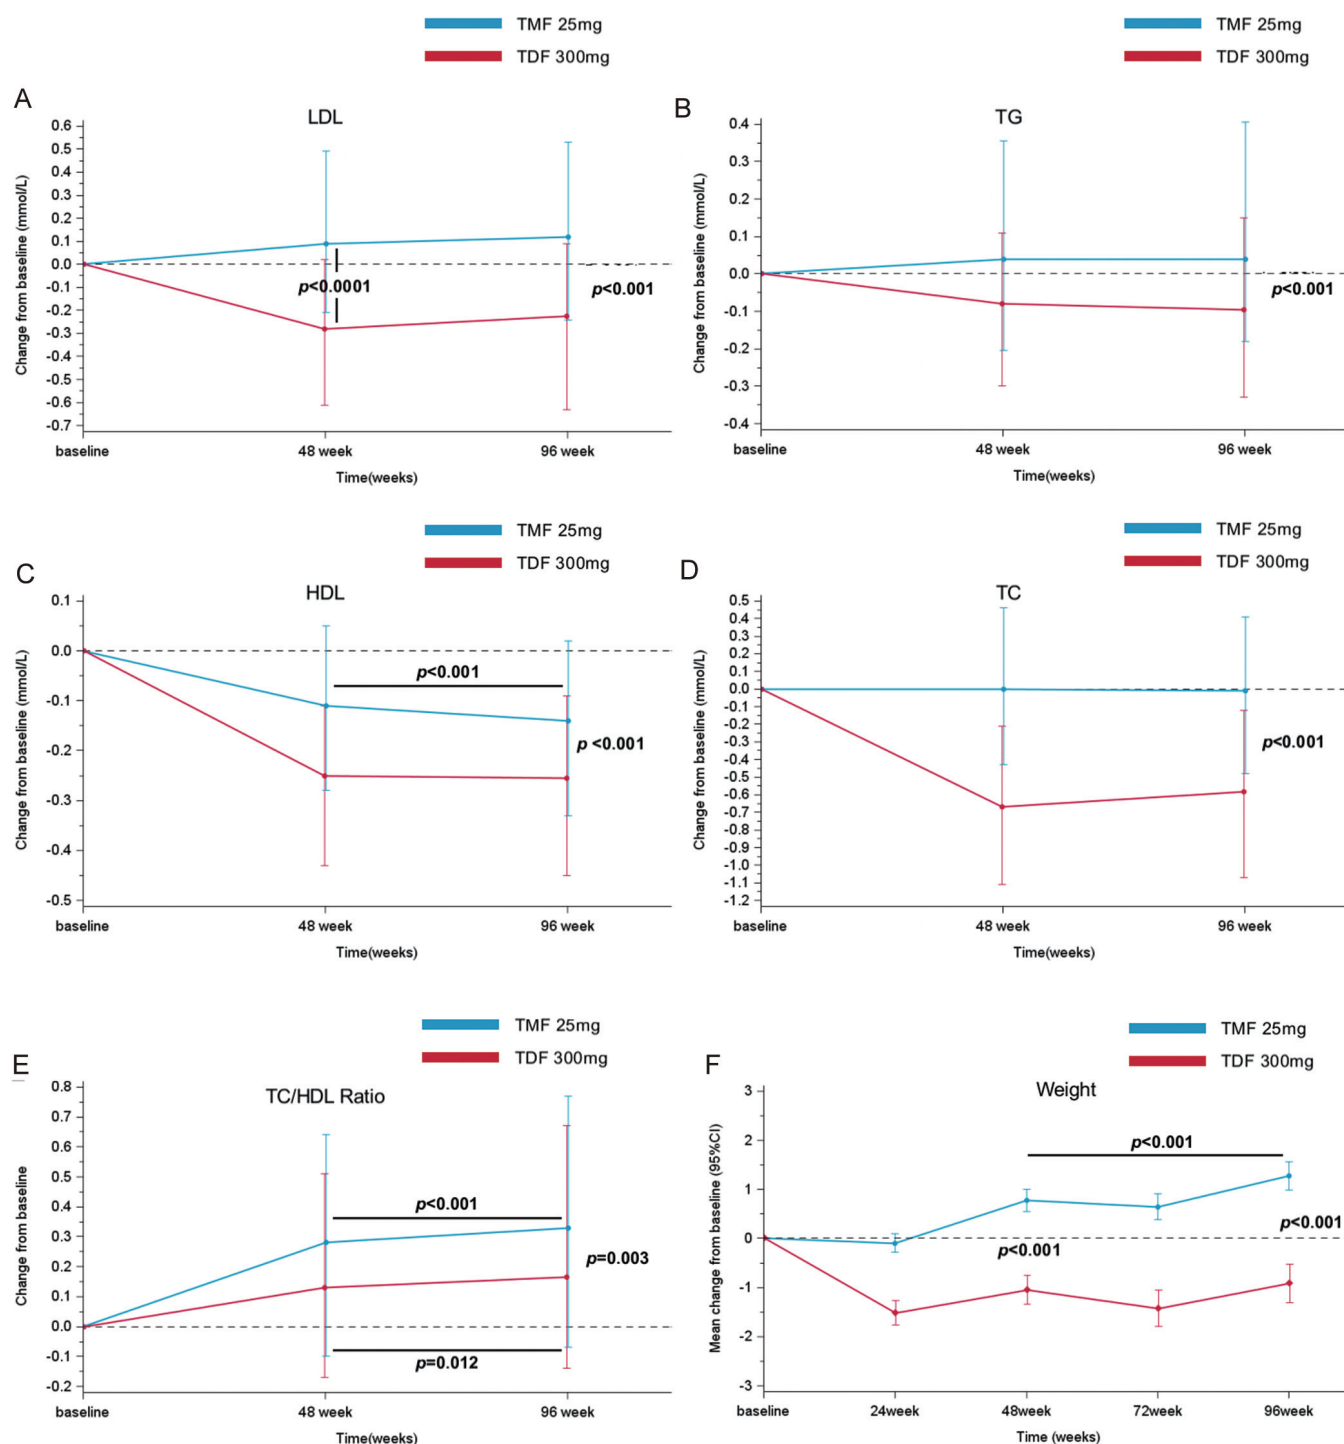 TMF 25mg
TDF 300mg
TMF 25mg
TDF 300mg
A
LDL
Change from baseline (mmol/L)
0.6
0.5
0.4
0.3
0.2
0.1
0.0
-0.1
-0.2
-0.3
-0.4
-0.5
-0.6
-0.7
p<0.0001
p<0.001
baseline
48 week
96 week
Time(weeks)
B
TG
Change from baseline (mmol/L)
0.4
0.3
0.2
0.1
0.0
-0.1
-0.2
-0.3
-0.4
p<0.001
baseline
48 week
96 week
Time(weeks)
TMF 25mg
TDF 300mg
TMF 25mg
TDF 300mg
C
HDL
Change from baseline (mmol/L)
0.1
0.0
-0.1
-0.2
-0.3
-0.4
-0.5
p<0.001
p <0.001
baseline
48 week
96 week
Time(weeks)
D
TC
Change from baseline (mmol/L)
0.5
0.4
0.3
0.2
0.1
0.0
-0.1
-0.2
-0.3
-0.4
-0.5
-0.6
-0.7
-0.8
-0.9
-1.0
-1.1
-1.2
p<0.001
baseline
48 week
96 week
Time(weeks)
TMF 25mg
TDF 300mg
TMF 25mg
TDF 300mg
E
TC/HDL Ratio
Change from baseline
0.8
0.7
0.6
0.5
0.4
0.3
0.2
0.1
0.0
-0.1
-0.2
p<0.001
p=0.003
p=0.012
baseline
48 week
96 week
Time(weeks)
F
Weight
Mean change from baseline (95%CI)
3
2
1
0
-1
-2
-3
p<0.001
p<0.001
p<0.001
baseline
24week
48week
72week
96week
Time (weeks)